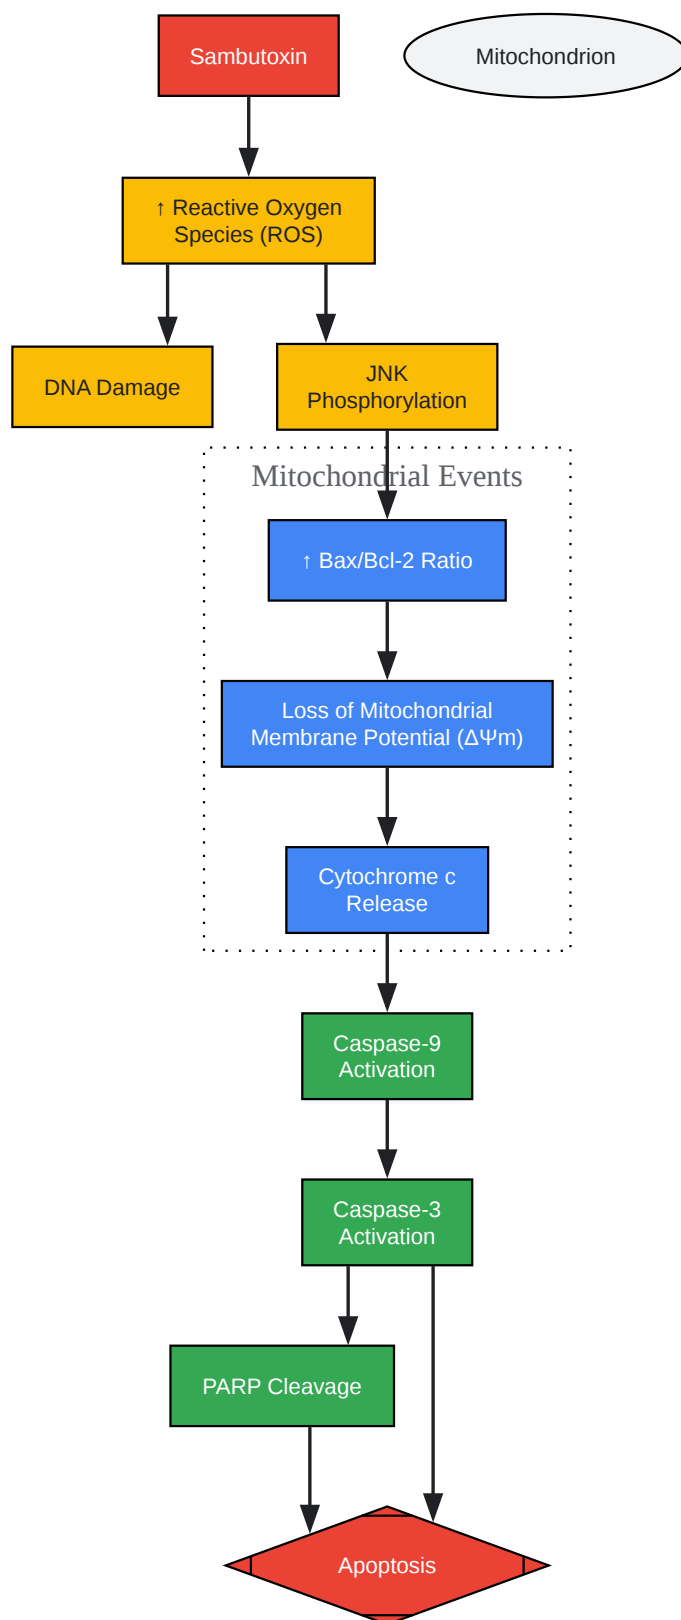 Sambutoxin
Mitochondrion
↑ Reactive Oxygen
Species (ROS)
DNA Damage
JNK
Phosphorylation
Mitochondrial Events
↑ Bax/Bcl-2 Ratio
Loss of Mitochondrial
Membrane Potential (ΔΨm)
Cytochrome c
Release
Caspase-9
Activation
Caspase-3
Activation
PARP Cleavage
Apoptosis